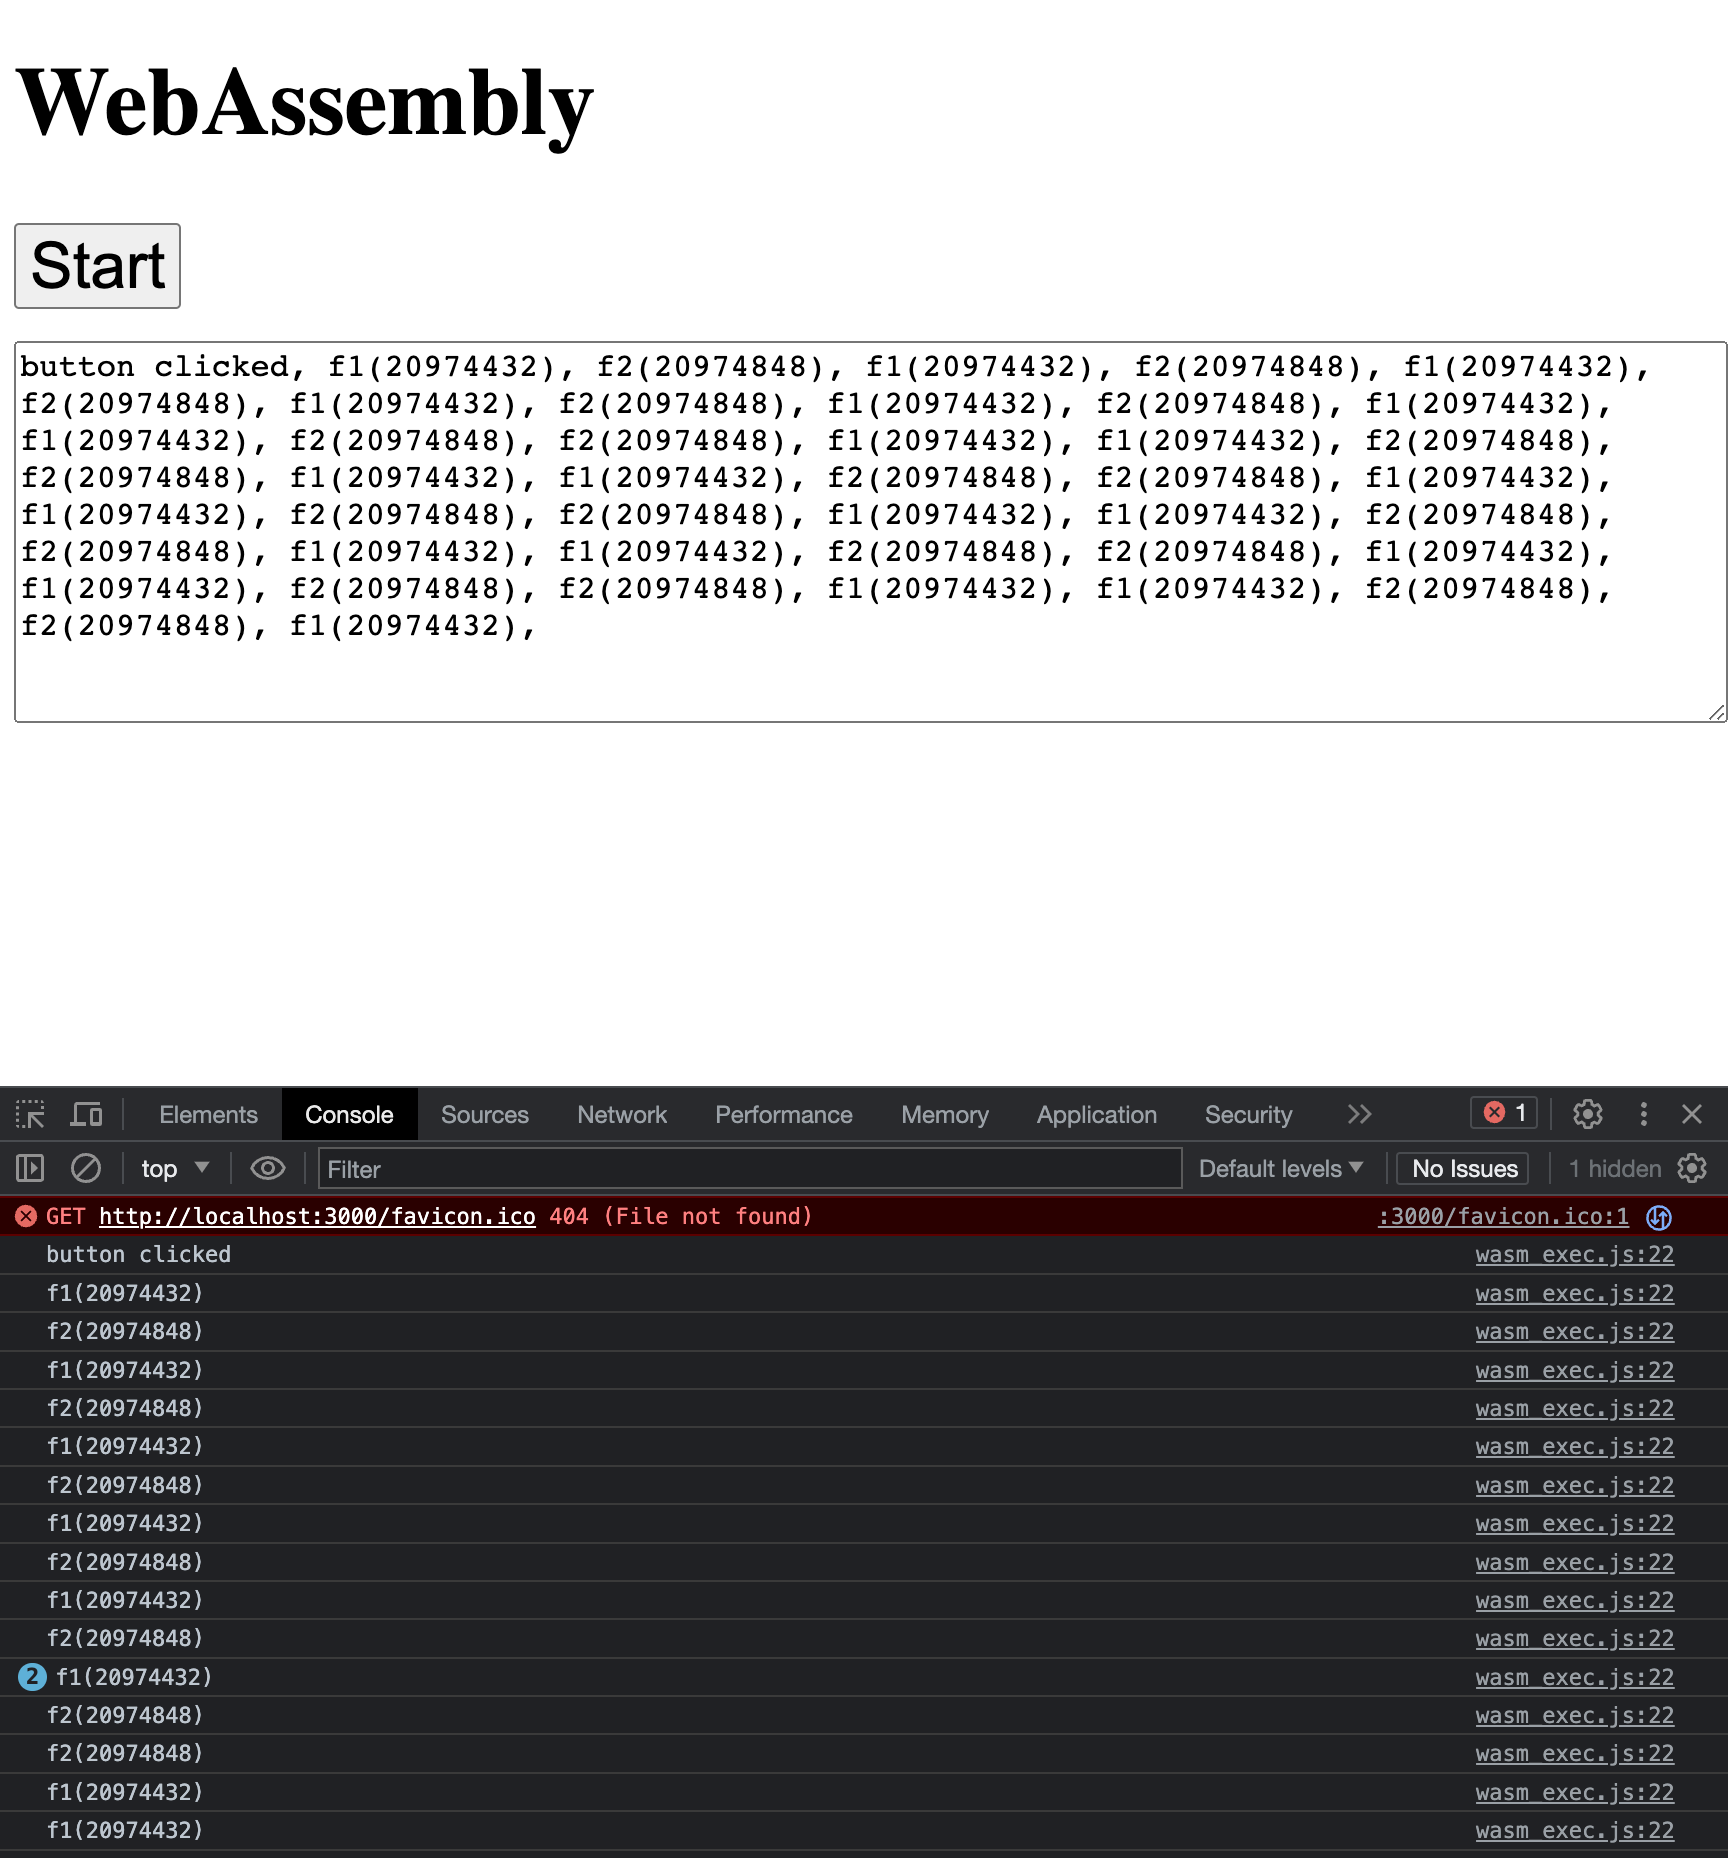 WebAssembly
Start
button clicked, f1(20974432), f2(20974848), f1(20974432), f2(20974848), f1(20974432),
f2(20974848), f1(20974432), f2(20974848), f1(20974432), f2(20974848), f1(20974432),
f1(20974432), f2(20974848), f2(20974848), f1(20974432), f1(20974432), f2(20974848),
f2(20974848), f1(20974432), f1(20974432), f2(20974848), f2(20974848), f1(20974432),
f1(20974432), f2(20974848), f2(20974848), f1(20974432), f1(20974432), f2(20974848),
f2(20974848), f1(20974432), f1(20974432), f2(20974848), f2(20974848), f1(20974432),
f1(20974432), f2(20974848), f2(20974848), f1(20974432), f1(20974432), f2(20974848),
f2(20974848), f1(20974432),
Elements Console Sources Network Performance Memory Application Security 1
top Filter Default levels No Issues 1 hidden
GET http://localhost:3000/favicon.ico 404 (File not found) :3000/favicon.ico:1
button clicked wasm_exec.js:22
f1(20974432) wasm_exec.js:22
f2(20974848) wasm_exec.js:22
f1(20974432) wasm_exec.js:22
f2(20974848) wasm_exec.js:22
f1(20974432) wasm_exec.js:22
f2(20974848) wasm_exec.js:22
f1(20974432) wasm_exec.js:22
f2(20974848) wasm_exec.js:22
f1(20974432) wasm_exec.js:22
f2(20974848) wasm_exec.js:22
2 f1(20974432) wasm_exec.js:22
f2(20974848) wasm_exec.js:22
f2(20974848) wasm_exec.js:22
f1(20974432) wasm_exec.js:22
f1(20974432) wasm_exec.js:22